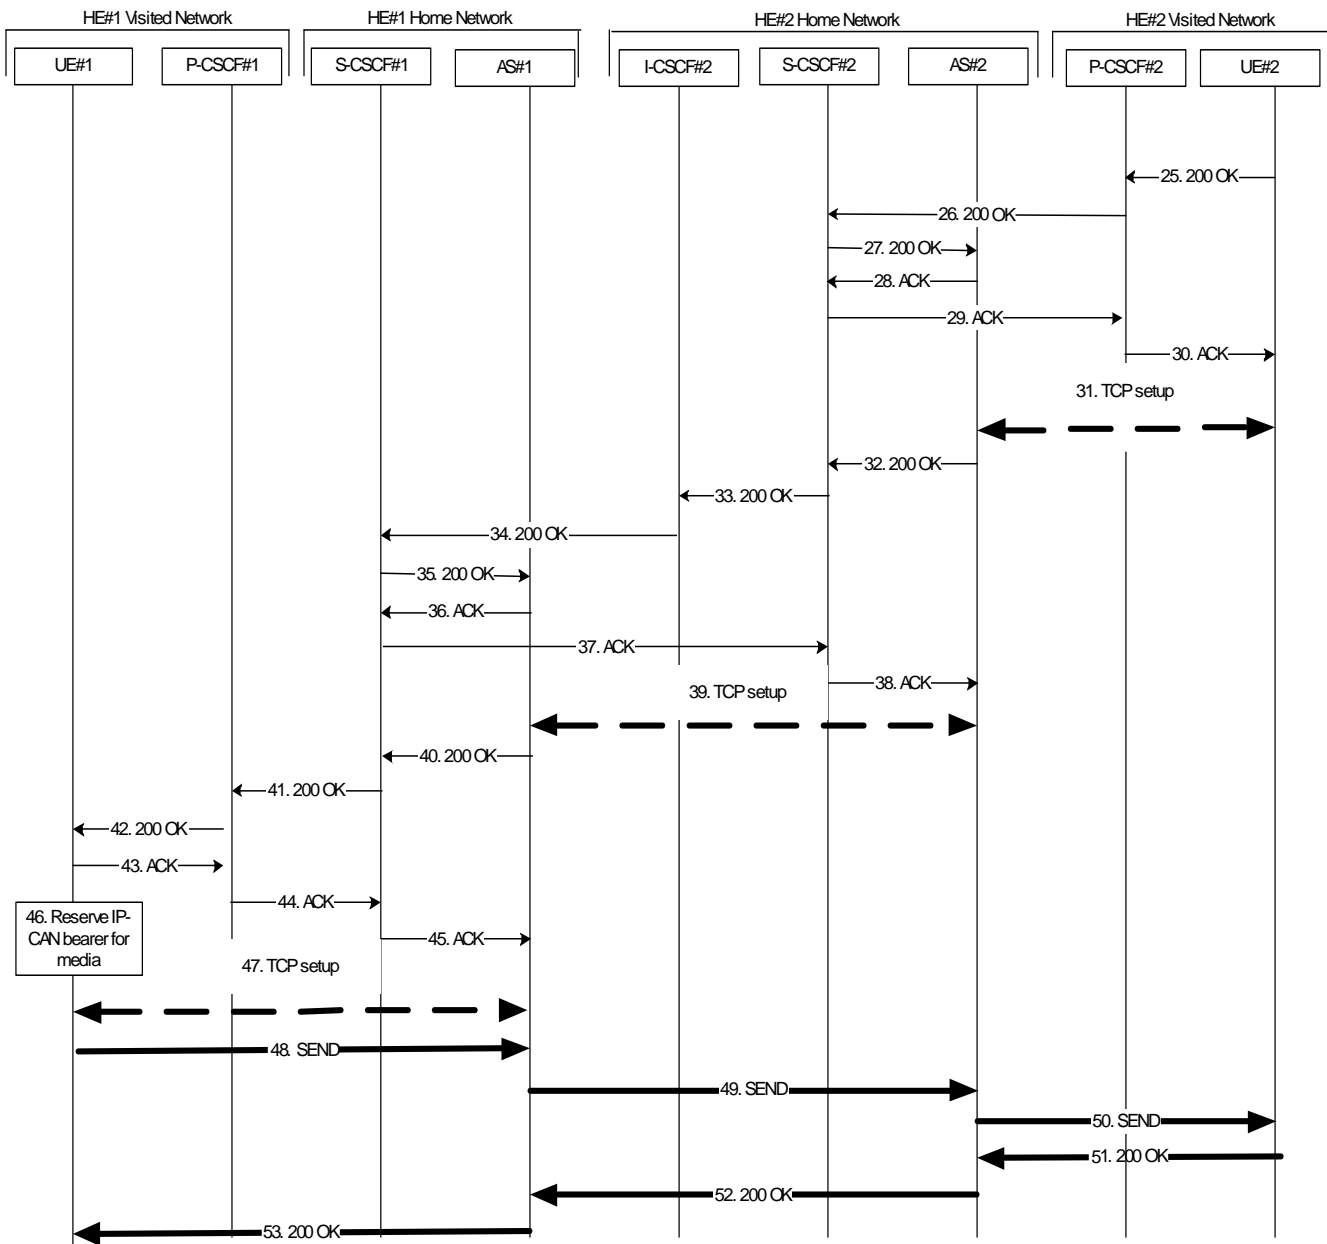 HE#1 Visited Network
HE#1 Home Network
HE#2 Home Network
HE#2 Visited Network
UE#1
P-CSCF#1
S-CSCF#1
AS#1
I-CSCF#2
S-CSCF#2
AS#2
P-CSCF#2
UE#2
25. 200 OK
26. 200 OK
27. 200 OK
28. ACK
29. ACK
30. ACK
31. TCP setup
32. 200 OK
33. 200 OK
34. 200 OK
35. 200 OK
36. ACK
37. ACK
38. ACK
39. TCP setup
40. 200 OK
41. 200 OK
42. 200 OK
43. ACK
44. ACK
45. ACK
46. Reserve IP-
CAN bearer for
media
47. TCP setup
48. SEND
49. SEND
50. SEND
51. 200 OK
52. 200 OK
53. 200 OK